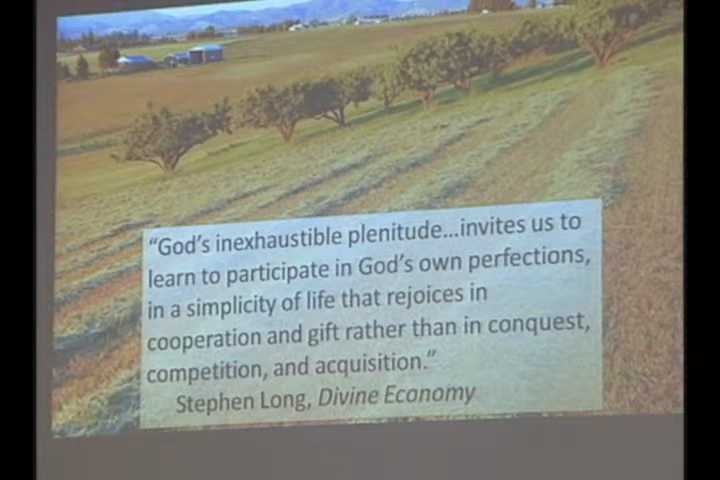 “God’s inexhaustible plenitude...invites us to
learn to participate in God’s own perfections,
in a simplicity of life that rejoices in
cooperation and gift rather than in conquest,
competition, and acquisition.”
Stephen Long, Divine Economy